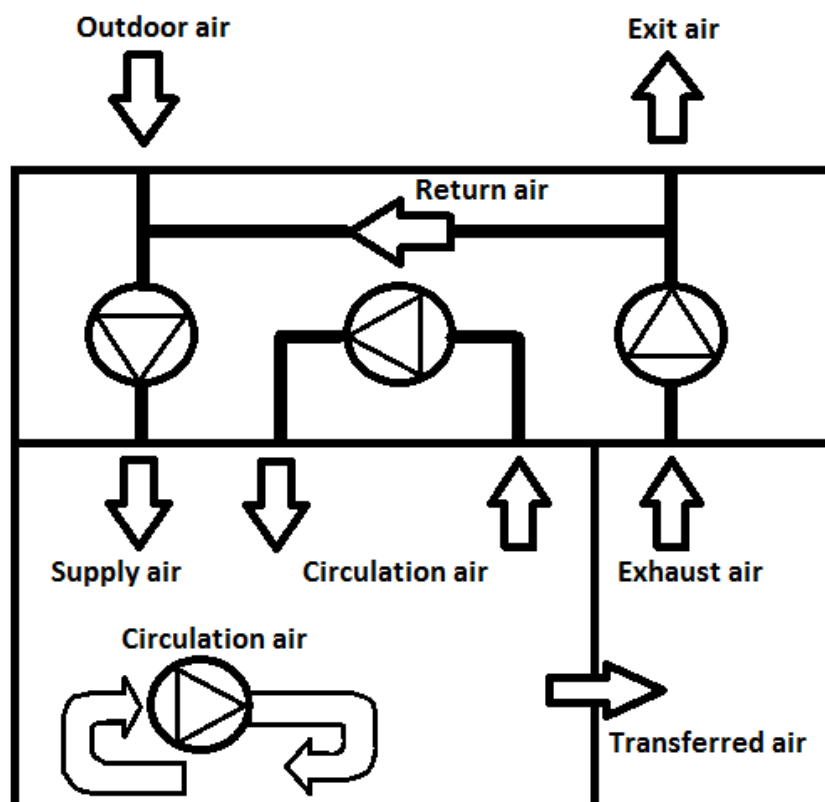 Outdoor air
Exit air
Return air
Supply air
Circulation air
Exhaust air
Circulation air
Transferred air